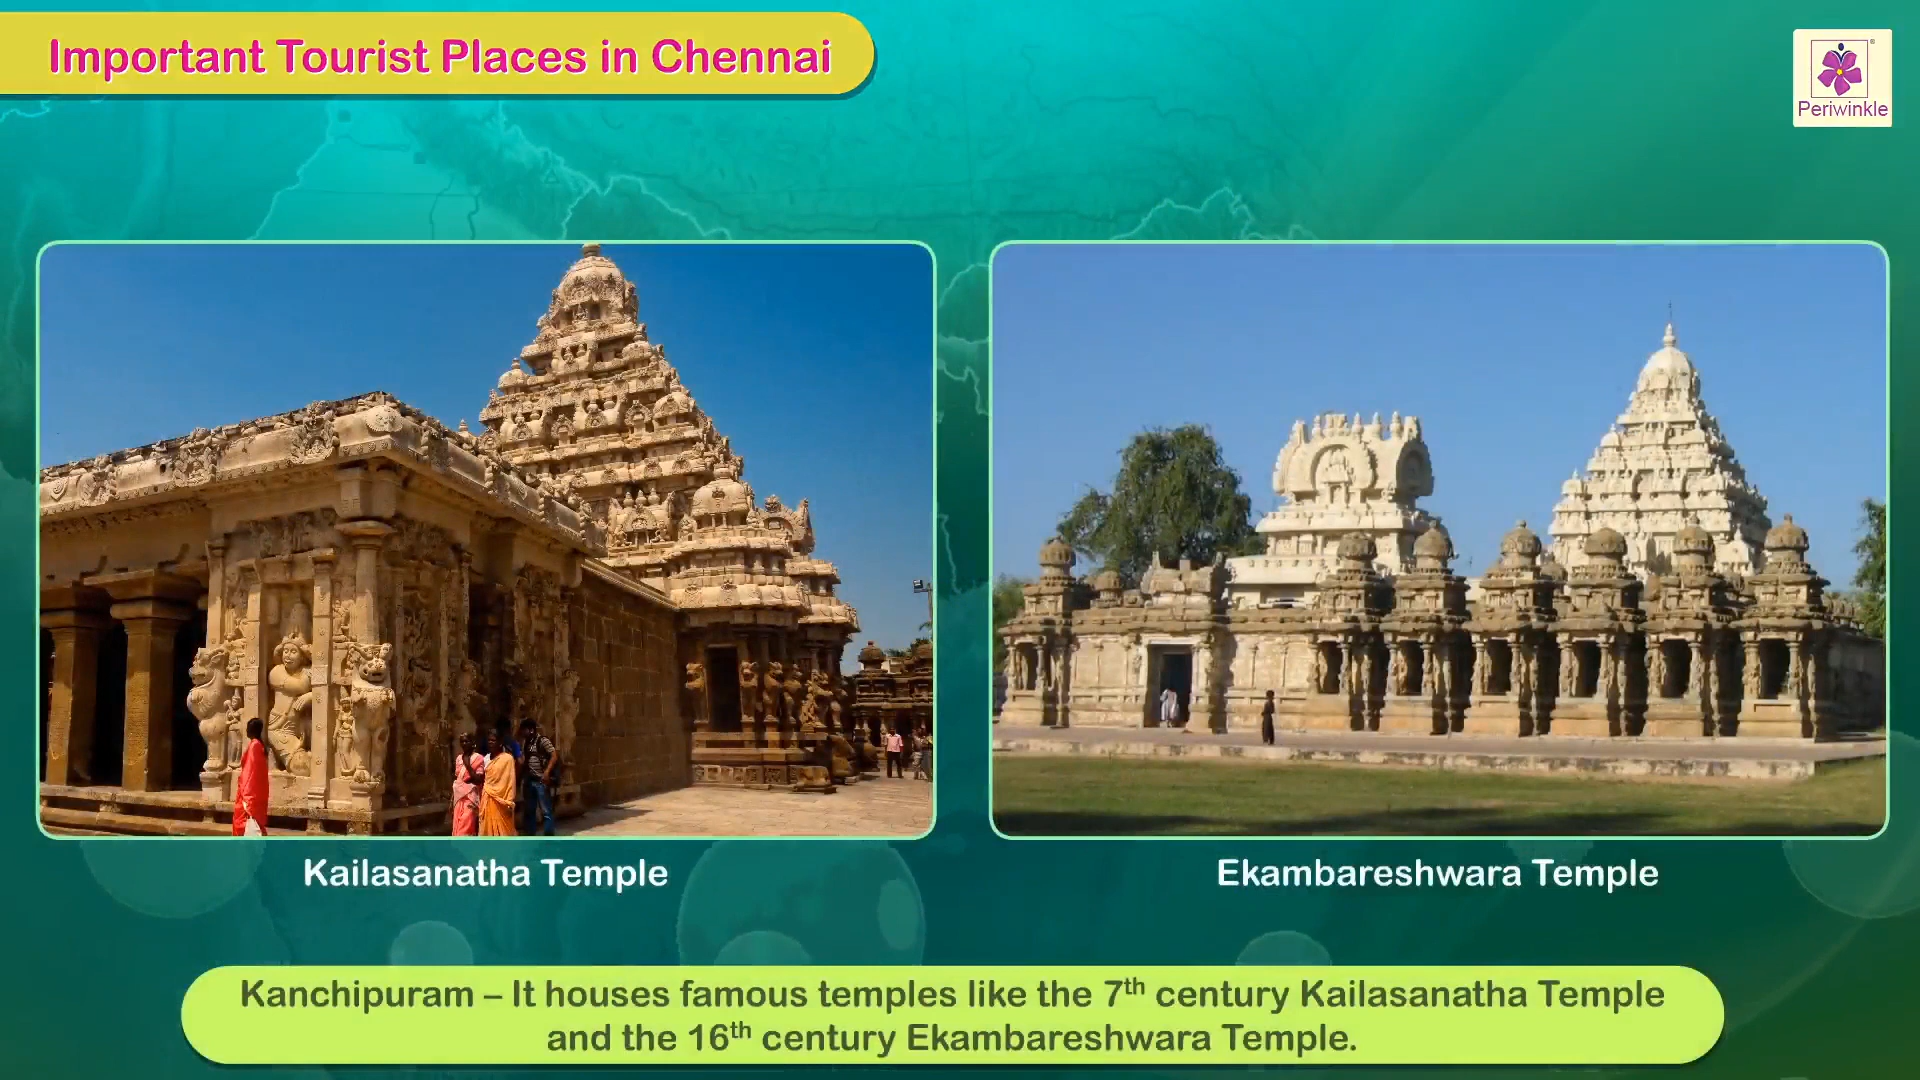 Important Tourist Places in Chennai
Periwinkle
Kailasanatha Temple
Ekambareshwara Temple
Kanchipuram – It houses famous temples like the 7th century Kailasanatha Temple
and the 16th century Ekambareshwara Temple.